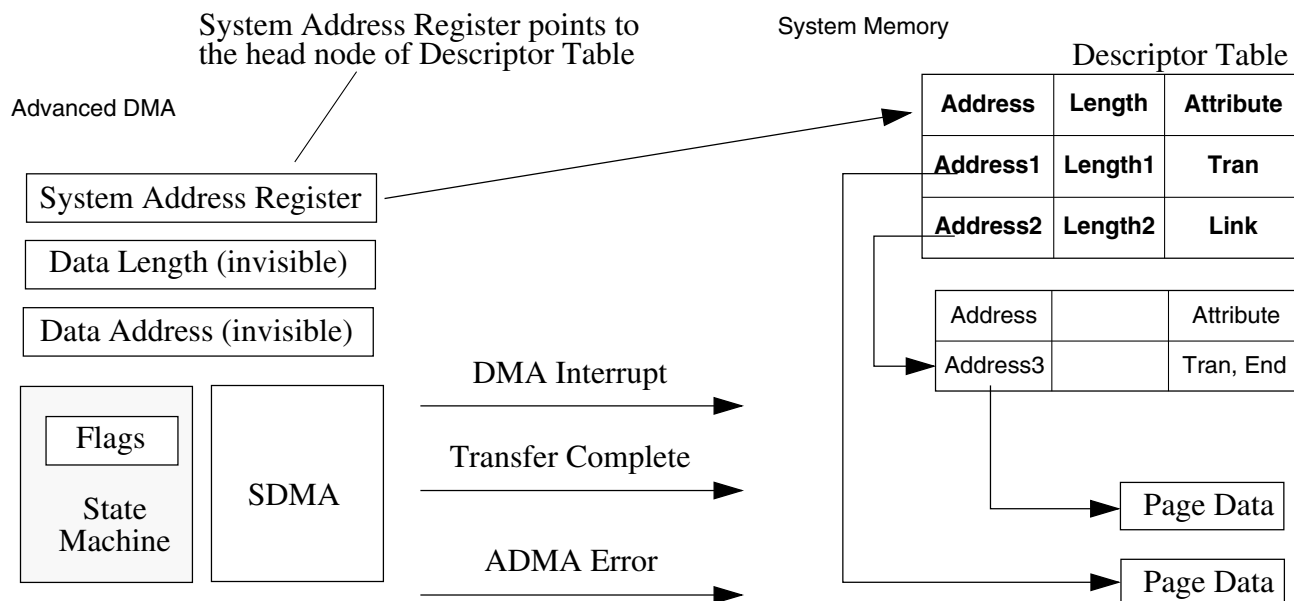 System Address Register points to
the head node of Descriptor Table
System Memory
Descriptor Table
Advanced DMA
Address Length Attribute
Address1 Length1 Tran
Address2 Length2 Link
System Address Register
Data Length (invisible)
Data Address (invisible)
Address Attribute
Address3 Tran, End
DMA Interrupt
Flags
Transfer Complete
SDMA
State
Machine
Page Data
ADMA Error
Page Data